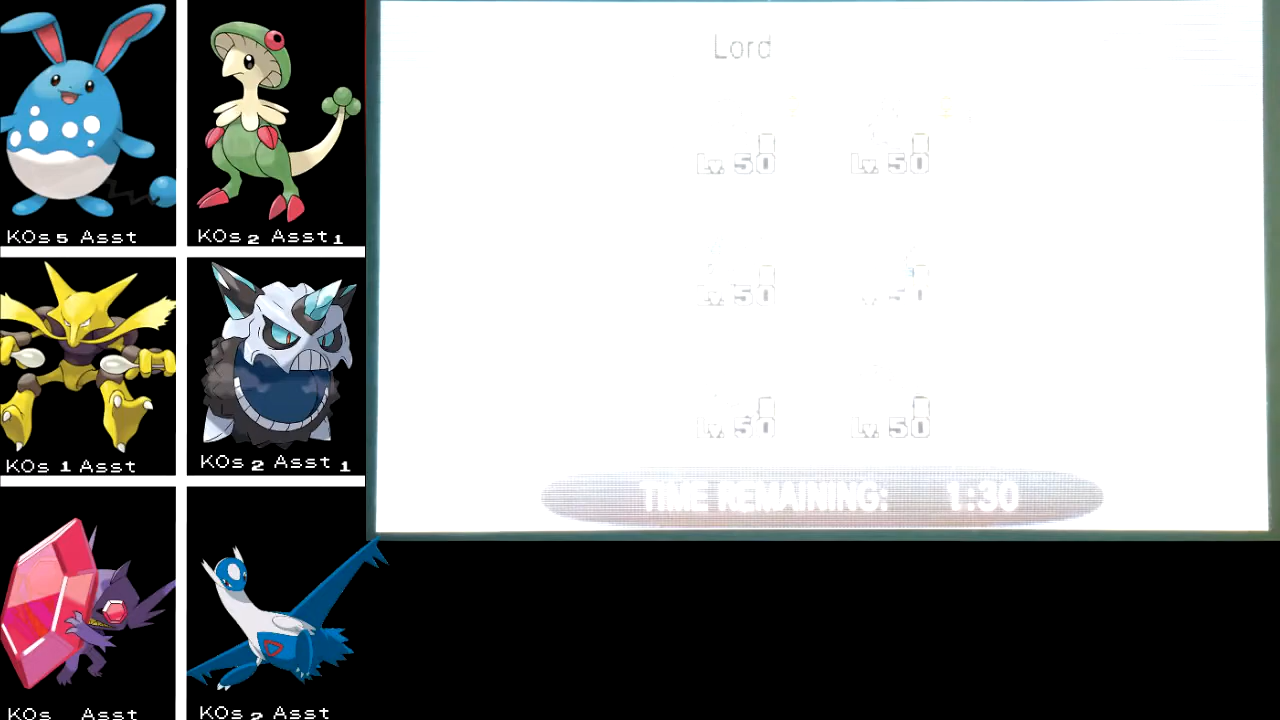 Lord
Lv. 50 Lv. 50
Lv. 50 50
Lv. 50 Lv. 50
TIME REMAINING: 1:30
KOs 5 Asst
KOs 2 Asst 1
KOs 1 Asst
KOs 2 Asst 1
KOs Asst
KOs 2 Asst